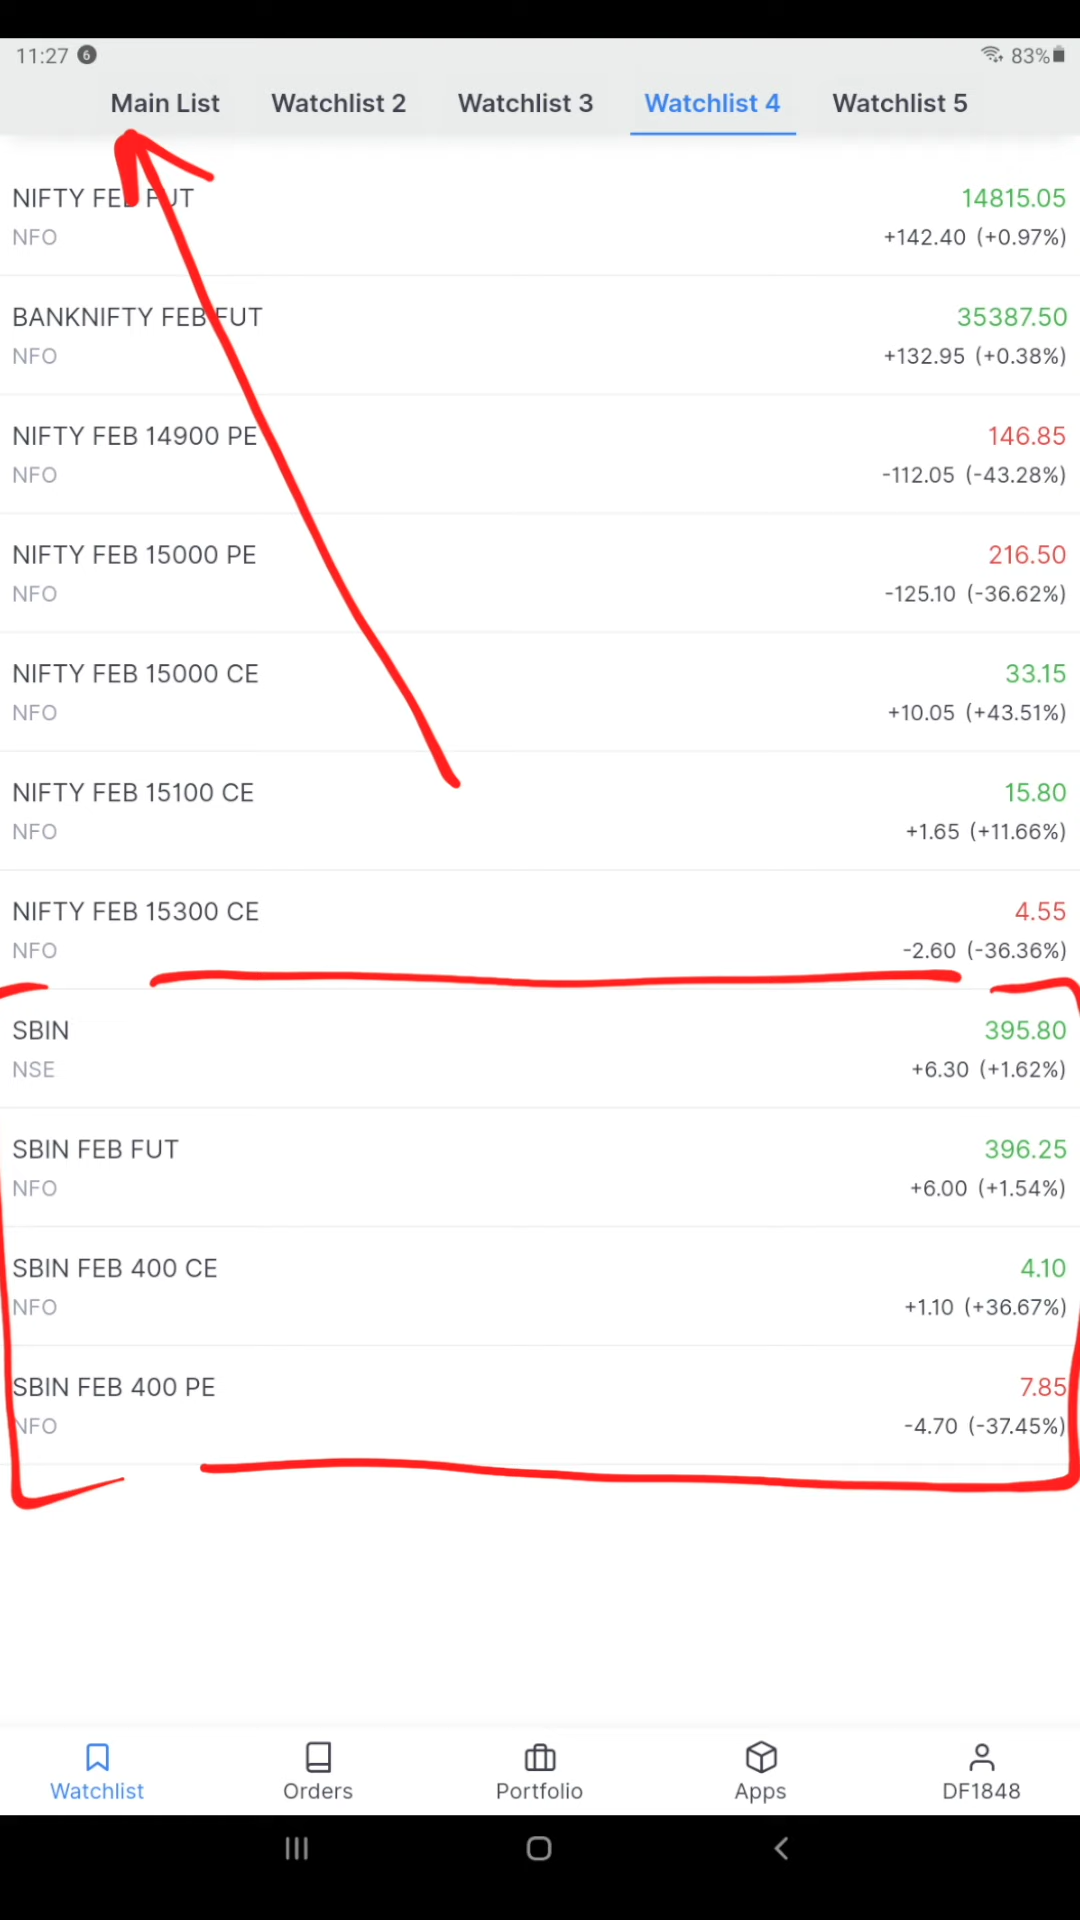 11:27 6 83%
Main List Watchlist 2 Watchlist 3 Watchlist 4 Watchlist 5
NIFTY FEB FUT 14815.05
NFO +142.40 (+0.97%)
BANKNIFTY FEB FUT 35387.50
NFO +132.95 (+0.38%)
NIFTY FEB 14900 PE 146.85
NFO -112.05 (-43.28%)
NIFTY FEB 15000 PE 216.50
NFO -125.10 (-36.62%)
NIFTY FEB 15000 CE 33.15
NFO +10.05 (+43.51%)
NIFTY FEB 15100 CE 15.80
NFO +1.65 (+11.66%)
NIFTY FEB 15300 CE 4.55
NFO -2.60 (-36.36%)
SBIN 395.80
NSE +6.30 (+1.62%)
SBIN FEB FUT 396.25
NFO +6.00 (+1.54%)
SBIN FEB 400 CE 4.10
NFO +1.10 (+36.67%)
SBIN FEB 400 PE 7.85
NFO -4.70 (-37.45%)
Watchlist Orders Portfolio Apps DF1848